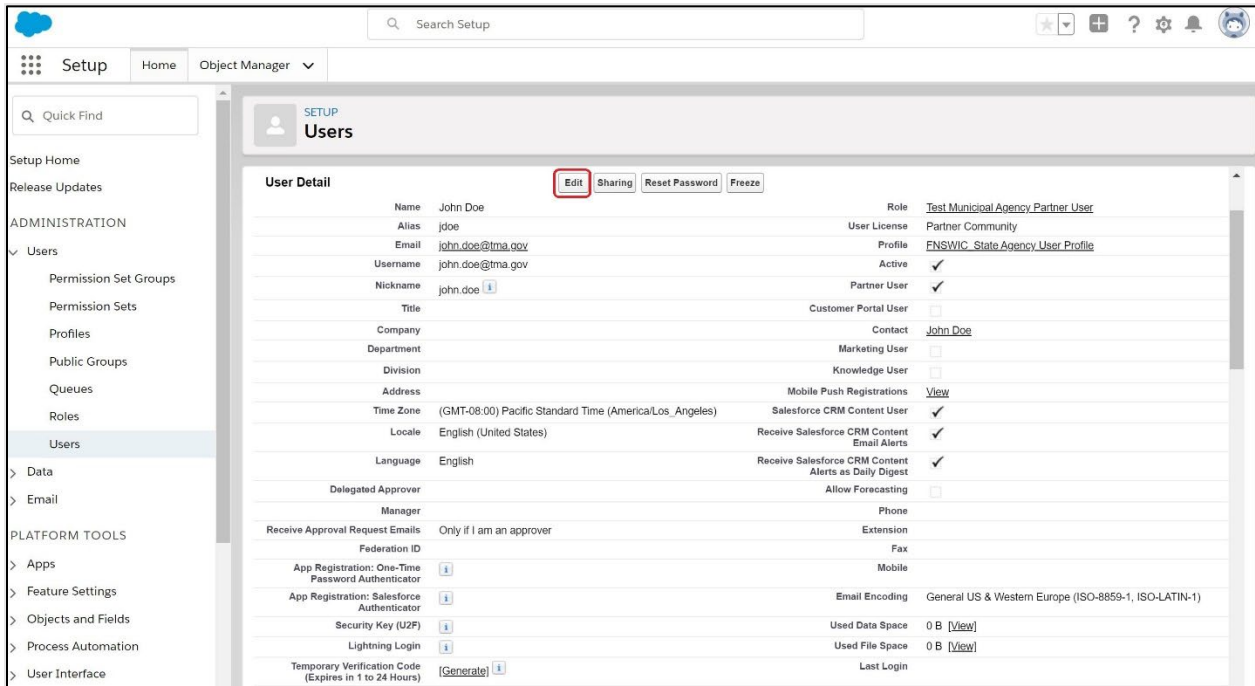 Search Setup
Setup
Home
Object Manager
Quick Find
Setup Home
Release Updates
ADMINISTRATION
Users
Permission Set Groups
Permission Sets
Profiles
Public Groups
Queues
Roles
Users
Data
Email
PLATFORM TOOLS
Apps
Feature Settings
Objects and Fields
Process Automation
User Interface
SETUP
Users
User Detail
Edit Sharing Reset Password Freeze
Name John Doe
Role Test Municipal Agency Partner User
Alias jdoe
User License Partner Community
Email john.doe@tma.gov
Profile FNSWIC_State Agency User Profile
Username john.doe@tma.gov
Active
Nickname john.doe i
Partner User
Title
Customer Portal User
Company
Contact John Doe
Department
Marketing User
Division
Knowledge User
Address
Mobile Push Registrations View
Time Zone (GMT-08:00) Pacific Standard Time (America/Los_Angeles)
Salesforce CRM Content User
Locale English (United States)
Receive Salesforce CRM Content
Email Alerts
Language English
Receive Salesforce CRM Content
Alerts as Daily Digest
Delegated Approver
Allow Forecasting
Manager
Phone
Receive Approval Request Emails Only if I am an approver
Extension
Federation ID
Fax
App Registration: One-Time
Password Authenticator i
Mobile
App Registration: Salesforce
Authenticator i
Email Encoding General US & Western Europe (ISO-8859-1, ISO-LATIN-1)
Security Key (U2F) i
Used Data Space 0 B [View]
Lightning Login i
Used File Space 0 B [View]
Temporary Verification Code
(Expires in 1 to 24 Hours) [Generate] i
Last Login